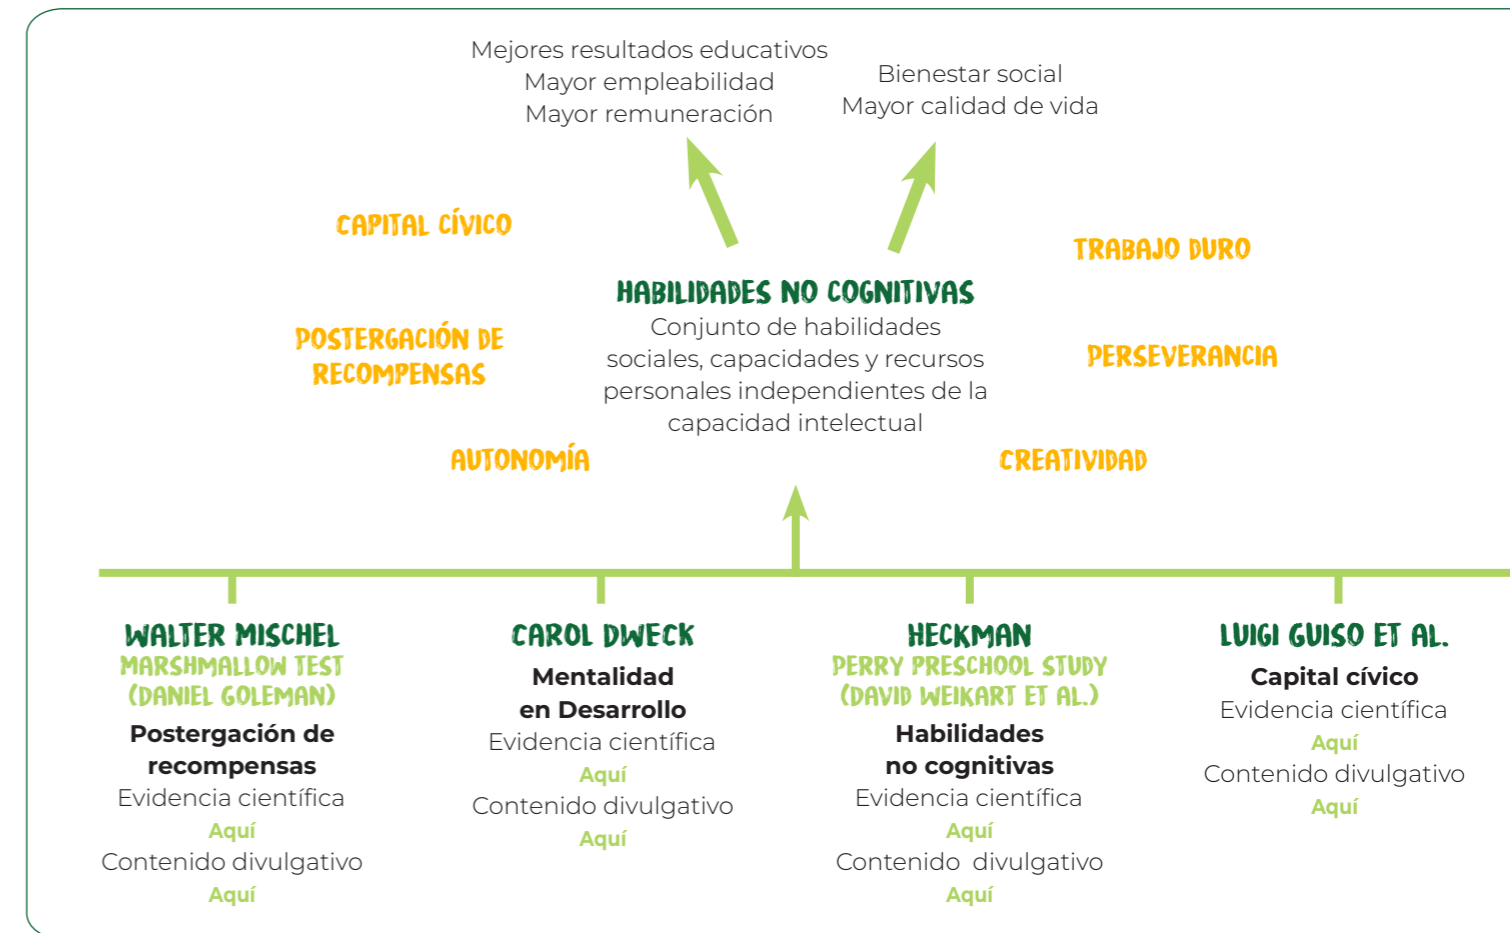 Mejores resultados educativos
Mayor empleabilidad
Mayor remuneración
Bienestar social
Mayor calidad de vida
CAPITAL CÍVICO
TRABAJO DURO
HABILIDADES NO COGNITIVAS
Conjunto de habilidades
sociales, capacidades y recursos
personales independientes de la
capacidad intelectual
POSTERGACIÓN DE
RECOMPENSAS
PERSEVERANCIA
AUTONOMÍA
CREATIVIDAD
WALTER MISCHEL
MARSHMALLOW TEST
(DANIEL GOLEMAN)
Postergación de
recompensas
Evidencia científica
Aquí
Contenido divulgativo
Aquí
CAROL DWECK
Mentalidad
en Desarrollo
Evidencia científica
Aquí
Contenido divulgativo
Aquí
HECKMAN
PERRY PRESCHOOL STUDY
(DAVID WEIKART ET AL.)
Habilidades
no cognitivas
Evidencia científica
Aquí
Contenido divulgativo
Aquí
LUIGI GUISO ET AL.
Capital cívico
Evidencia científica
Aquí
Contenido divulgativo
Aquí